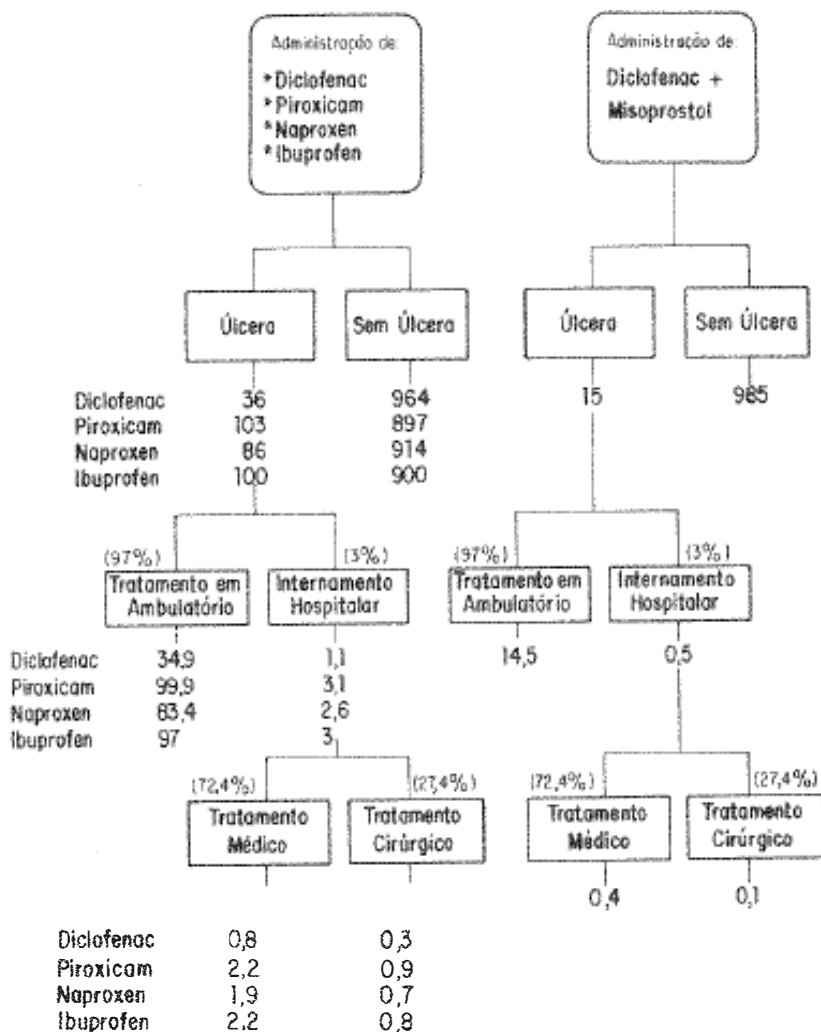 Administração de:
* Diclofenac
* Piroxicam
* Naproxen
* Ibuprofen
Administração de:
Diclofenac +
Misoprostol
Úlcera
Sem Úlcera
Úlcera
Sem Úlcera
Diclofenac 36 964 15 985
Piroxicam 103 897
Naproxen 86 914
Ibuprofen 100 900
(97%) (3%) (97%) (3%)
Tratamento em
Ambulatório
Internamento
Hospitalar
Tratamento em
Ambulatório
Internamento
Hospitalar
Diclofenac 34,9 1,1 14,5 0,5
Piroxicam 99,9 3,1
Naproxen 83,4 2,6
Ibuprofen 97 3
(72,4%) (27,4%) (72,4%) (27,4%)
Tratamento
Médico
Tratamento
Cirúrgico
Tratamento
Médico
Tratamento
Cirúrgico
0,4 0,1
Diclofenac 0,8 0,3
Piroxicam 2,2 0,9
Naproxen 1,9 0,7
Ibuprofen 2,2 0,8